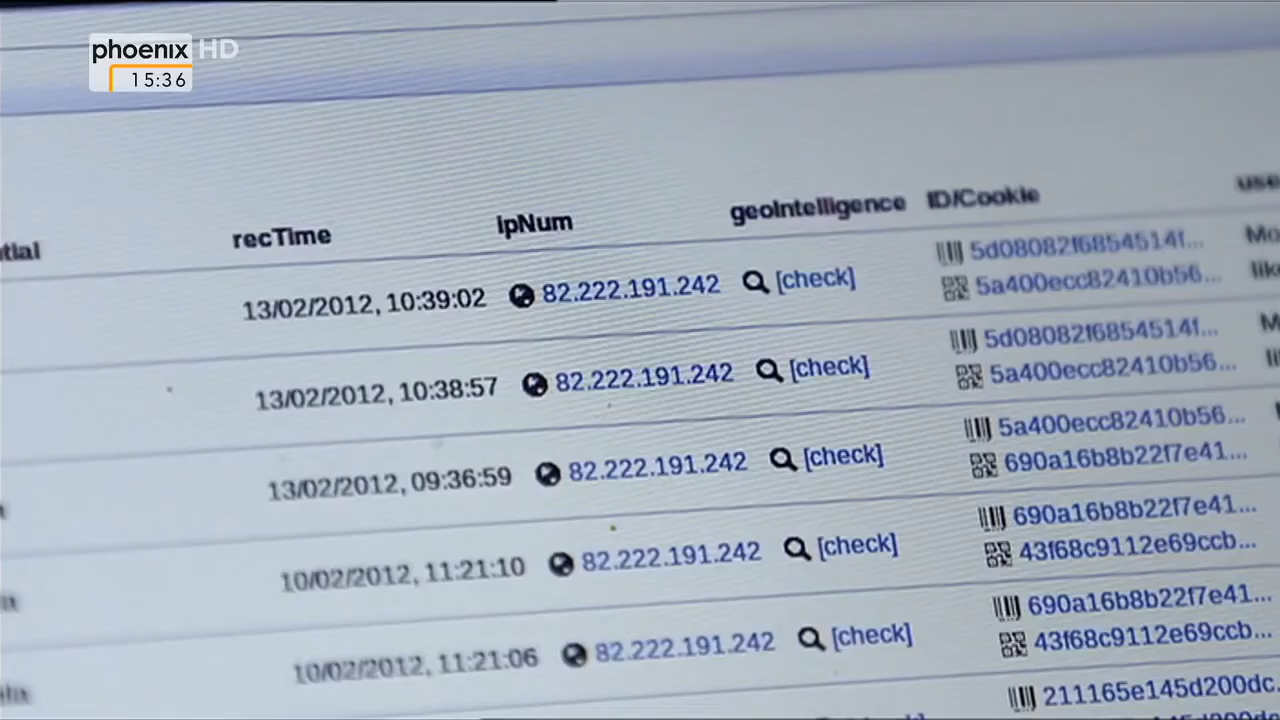 phoenix HD
15:36
recTime ipNum geoIntelligence ID/Cookie
13/02/2012, 10:39:02 82.222.191.242 [check] 5d08082f6854514f...
5a400ecc82410b56...
13/02/2012, 10:38:57 82.222.191.242 [check] 5d08082f6854514f...
5a400ecc82410b56...
13/02/2012, 09:36:59 82.222.191.242 [check] 5a400ecc82410b56...
690a16b8b22f7e41...
10/02/2012, 11:21:10 82.222.191.242 [check] 690a16b8b22f7e41...
43f68c9112e69ccb...
10/02/2012, 11:21:06 82.222.191.242 [check] 690a16b8b22f7e41...
43f68c9112e69ccb...
211165e145d200dc.